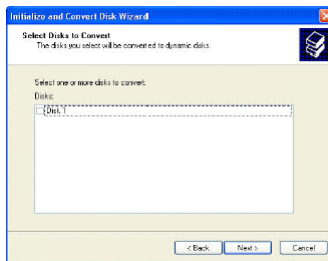 Initialize and Convert Disk Wizard
Select Disks to Convert
The disks you select will be converted to dynamic disks.
Select one or more disks to convert:
Disks:
Disk 1
< Back
Next >
Cancel